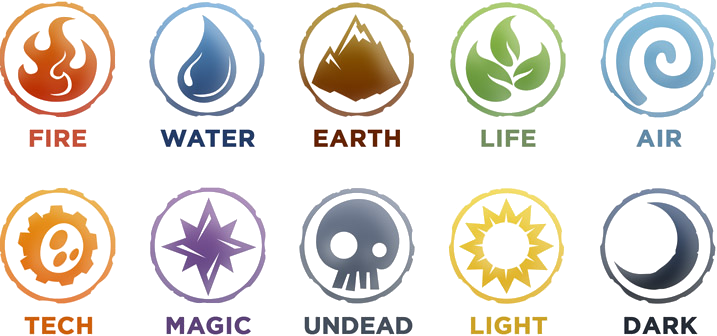 FIRE WATER EARTH LIFE AIR
TECH MAGIC UNDEAD LIGHT DARK